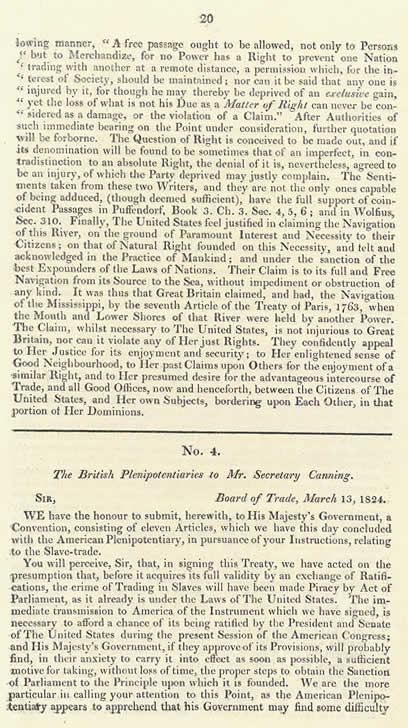 20
lowing manner, “ A free passage ought to be allowed, not only to Persons
“ but to Merchandize, for no Power has a Right to prevent one Nation
“ trading with another at a remote distance, a permission which, for the in-
“ terest of Society, should be maintained; nor can it be said that any one is
“ injured by it, for though he may thereby be deprived of an exclusive gain,
“ yet the loss of what is not his Due as a Matter of Right can never be con-
“ sidered as a damage, or the violation of a Claim.” After Authorities of
such immediate bearing on the Point under consideration, further quotation
will be forborne. The Question of Right is conceived to be made out, and if
its denomination will be found to be sometimes that of an imperfect, in con-
tradistinction to an absolute Right, the denial of it, is, nevertheless, agreed to
be an injury, of which the Party deprived may justly complain. The Senti-
ments taken from these two Writers, and they are not the only ones capable
of being adduced, (though deemed sufficient), have the full support of coin-
cident Passages in Puffendorf, Book 3. Ch. 3. Sec. 4, 5, 6; and in Wolfius,
Sec. 310. Finally, The United States feel justified in claiming the Navigation
of this River, on the ground of Paramount Interest and Necessity to their
Citizens; on that of Natural Right founded on this Necessity, and felt and
acknowledged in the Practice of Mankind; and under the sanction of the
best Expounders of the Laws of Nations. Their Claim is to its full and Free
Navigation from its Source to the Sea, without impediment or obstruction of
any kind. It was thus that Great Britain claimed, and had, the Navigation
of the Mississippi, by the seventh Article of the Treaty of Paris, 1763, when
the Mouth and Lower Shores of that River were held by another Power.
The Claim, whilst necessary to The United States, is not injurious to Great
Britain, nor can it violate any of Her just Rights. They confidently appeal
to Her Justice for its enjoyment and security; to Her enlightened sense of
Good Neighbourhood, to Her past Claims upon Others for the enjoyment of a
similar Right, and to Her presumed desire for the advantageous intercourse of
Trade, and all Good Offices, now and henceforth, between the Citizens of The
United States, and Her own Subjects, bordering upon Each Other, in that
portion of Her Dominions.
No. 4.
The British Plenipotentiaries to Mr. Secretary Canning.
SIR, Board of Trade, March 13, 1824.
WE have the honour to submit, herewith, to His Majesty's Government, a
Convention, consisting of eleven Articles, which we have this day concluded
with the American Plenipotentiary, in pursuance of your Instructions, relating
to the Slave-trade.
You will perceive, Sir, that, in signing this Treaty, we have acted on the
presumption that, before it acquires its full validity by an exchange of Ratifi-
cations, the crime of Trading in Slaves will have been made Piracy by Act of
Parliament, as it already is under the Laws of The United States. The im-
mediate transmission to America of the Instrument which we have signed, is
necessary to afford a chance of its being ratified by the President and Senate
of The United States during the present Session of the American Congress;
and His Majesty's Government, if they approve of its Provisions, will probably
find, in their anxiety to carry it into effect as soon as possible, a sufficient
motive for taking, without loss of time, the proper steps to obtain the Sanction
of Parliament to the Principle upon which it is founded. We are the more
particular in calling your attention to this Point, as the American Plenipo-
tentiary appears to apprehend that his Government may find some difficulty